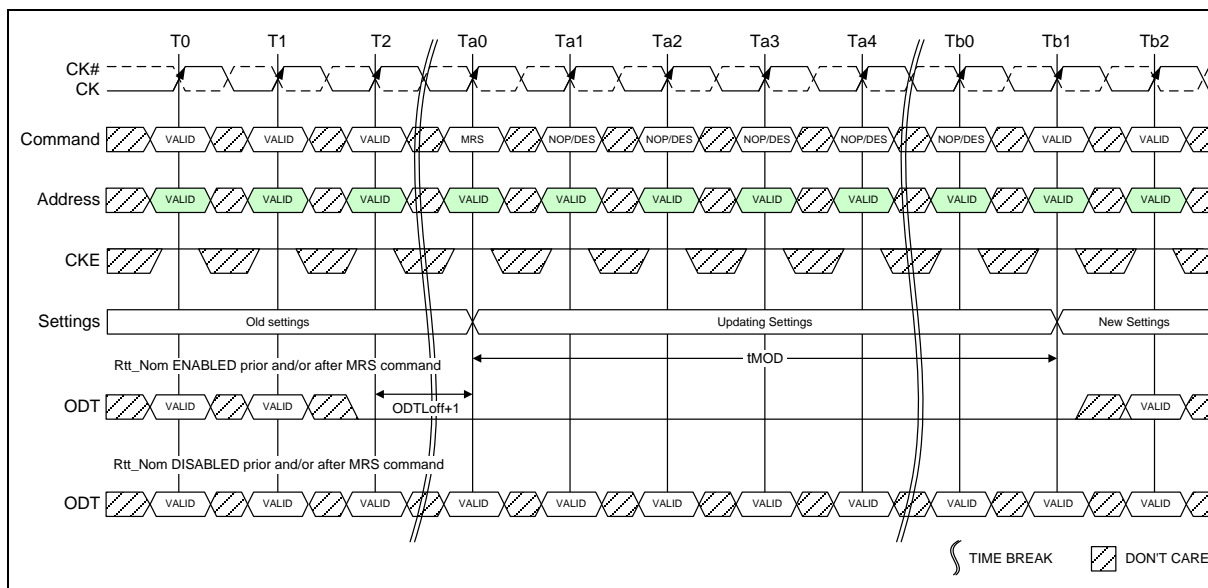 T0 T1 T2 Ta0 Ta1 Ta2 Ta3 Ta4 Tb0 Tb1 Tb2
CK#
CK
Command VALID VALID VALID MRS NOP/DES NOP/DES NOP/DES NOP/DES NOP/DES VALID VALID
Address VALID VALID VALID VALID VALID VALID VALID VALID VALID VALID VALID
CKE
Settings Old settings Updating Settings New Settings
Rtt_Nom ENABLED prior and/or after MRS command
tMOD
ODTLoff+1
ODT VALID VALID VALID
Rtt_Nom DISABLED prior and/or after MRS command
ODT VALID VALID VALID VALID VALID VALID VALID VALID VALID VALID VALID
TIME BREAK DON'T CARE